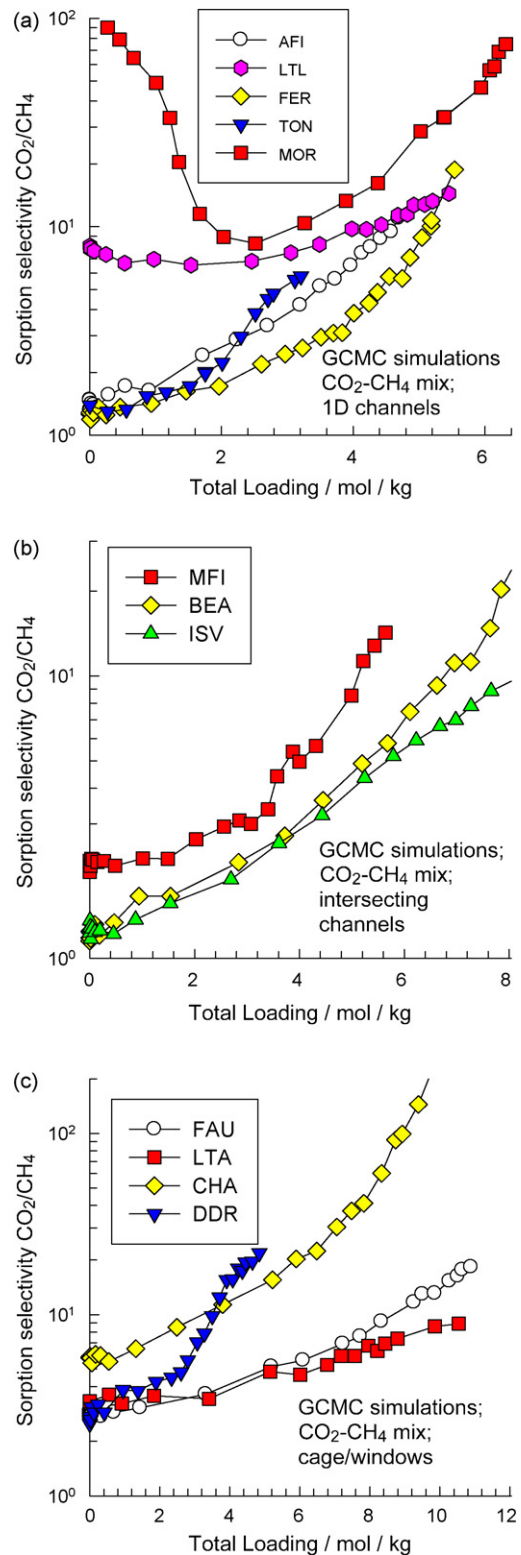 (a)
10²
10¹
10⁰
Sorption selectivity CO₂/CH₄
AFI
LTL
FER
TON
MOR
GCMC simulations
CO₂-CH₄ mix;
1D channels
0
2
4
6
Total Loading / mol / kg
(b)
10¹
10⁰
Sorption selectivity CO₂/CH₄
MFI
BEA
ISV
GCMC simulations;
CO₂-CH₄ mix;
intersecting
channels
0
2
4
6
8
Total Loading / mol / kg
(c)
10²
10¹
10⁰
Sorption selectivity CO₂/CH₄
FAU
LTA
CHA
DDR
GCMC simulations;
CO₂-CH₄ mix;
cage/windows
0
2
4
6
8
10
12
Total Loading / mol / kg